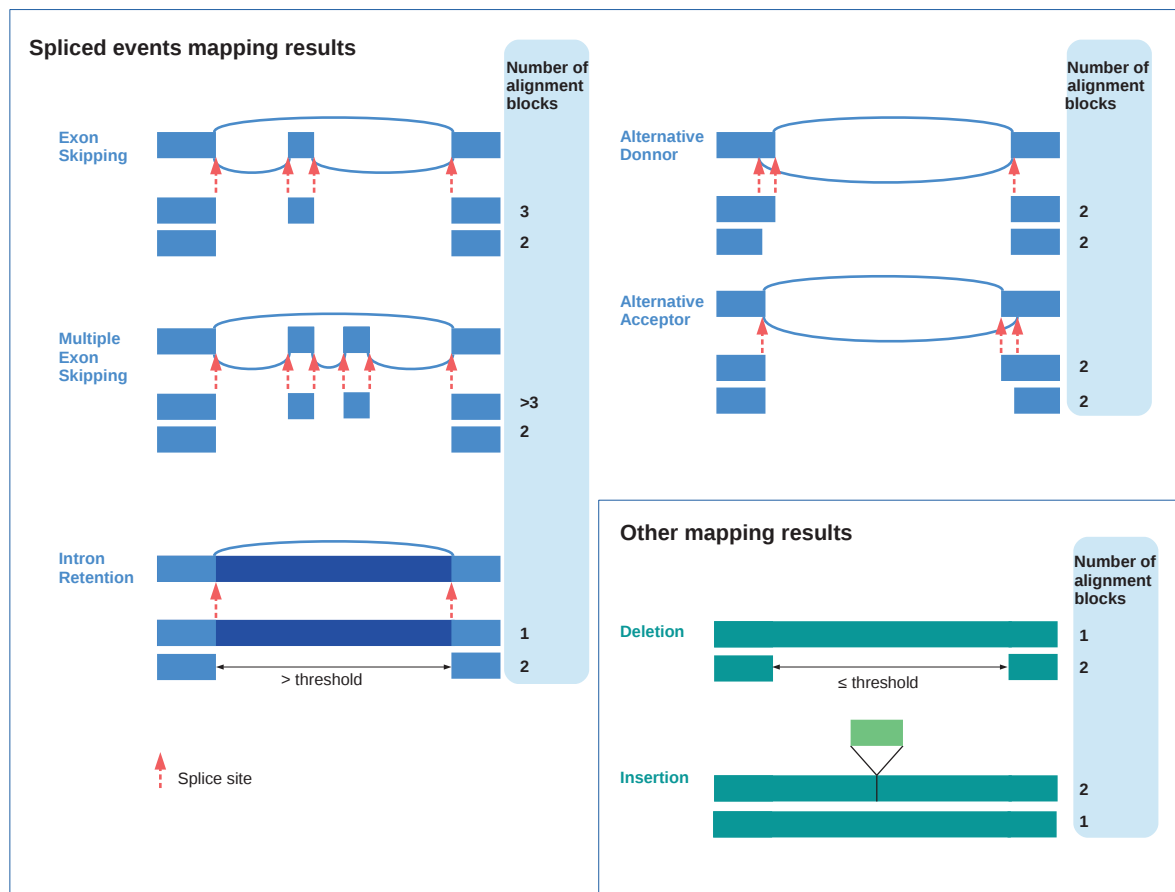 Spliced events mapping results
Number of
alignment
blocks
Exon
Skipping
3
2
Multiple
Exon
Skipping
>3
2
Intron
Retention
1
2
> threshold
Splice site
Number of
alignment
blocks
Alternative
Donnor
2
2
Alternative
Acceptor
2
2
Other mapping results
Number of
alignment
blocks
Deletion
1
2
≤ threshold
Insertion
2
1